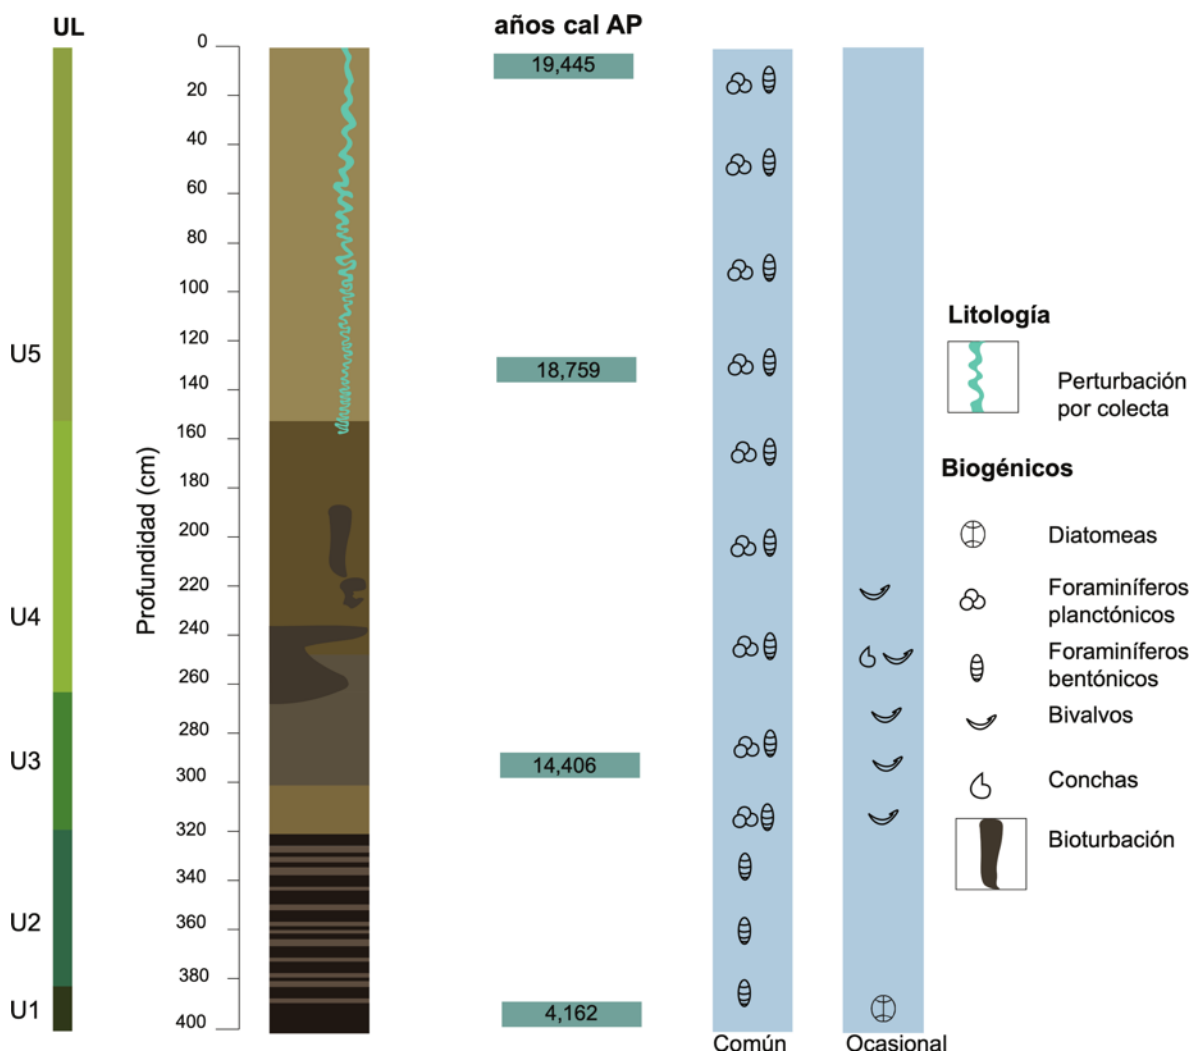 UL
años cal AP
0
20
40
60
80
100
120
140
160
180
200
220
240
260
280
300
320
340
360
380
400
Profundidad (cm)
U5
U4
U3
U2
U1
19,445
18,759
14,406
4,162
Común
Ocasional
Litología
Perturbación
por colecta
Biogénicos
Diatomeas
Foraminíferos
planctónicos
Foraminíferos
bentónicos
Bivalvos
Conchas
Bioturbación